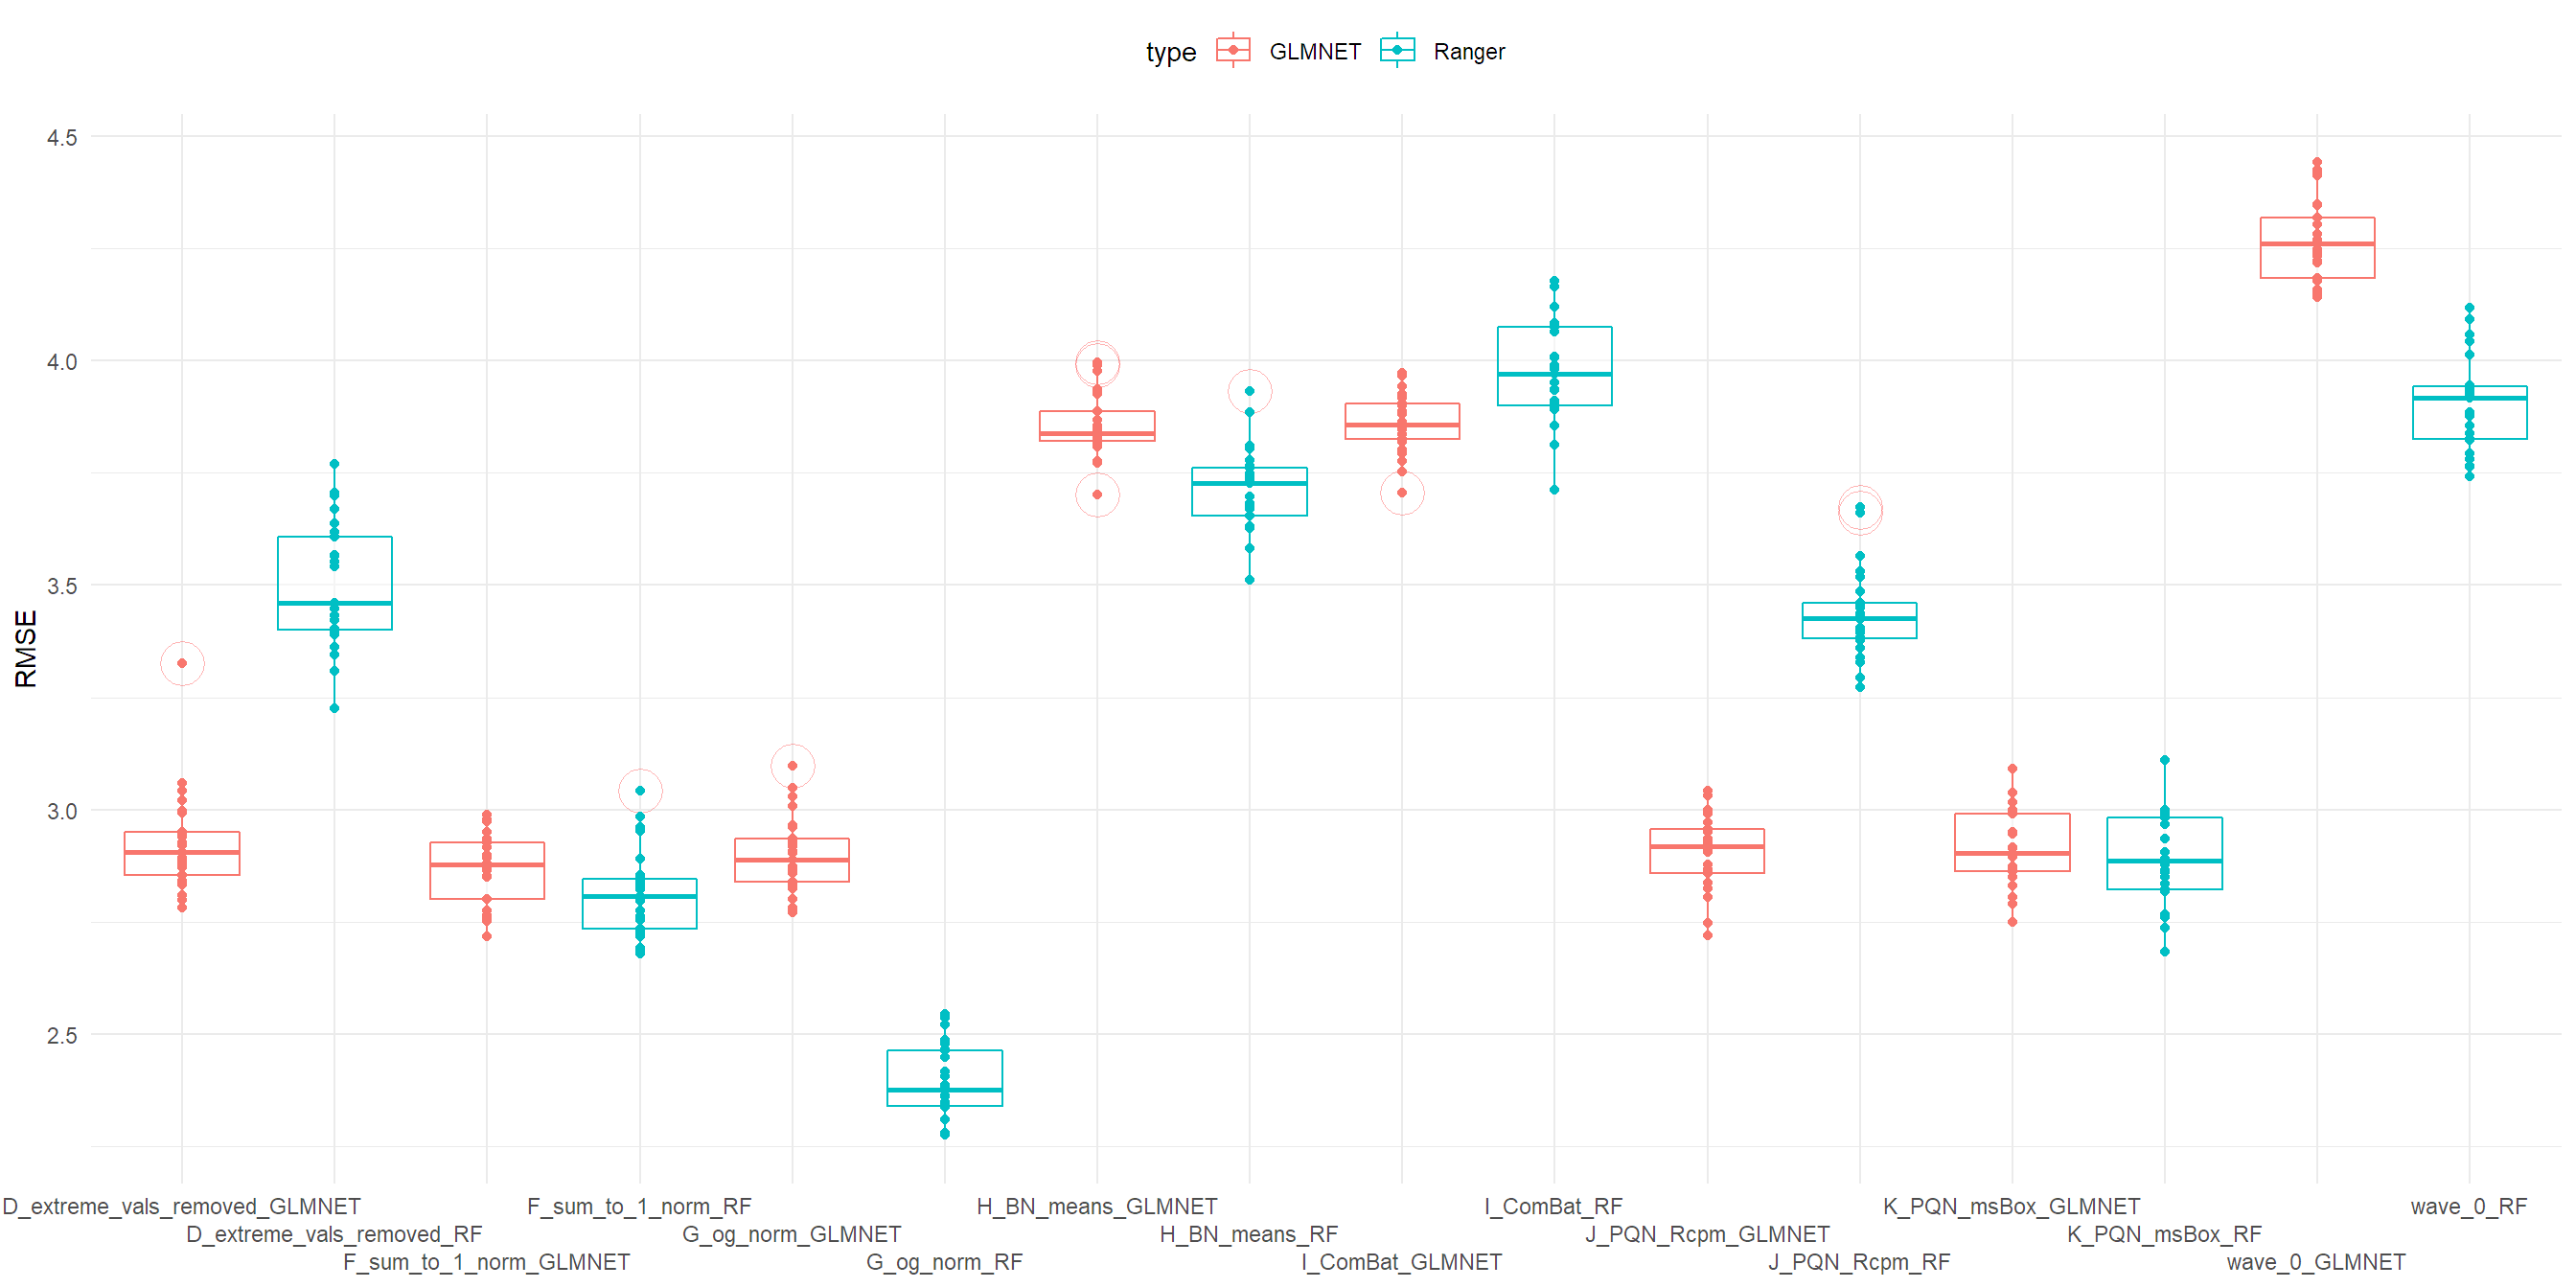 type GLMNET Ranger
4.5
4.0
3.5
3.0
2.5
RMSE
D_extreme_vals_removed_GLMNET F_sum_to_1_norm_RF H_BN_means_GLMNET I_ComBat_RF K_PQN_msBox_GLMNET wave_0_RF
D_extreme_vals_removed_RF G_og_norm_GLMNET H_BN_means_RF J_PQN_Rcpm_GLMNET K_PQN_msBox_RF
F_sum_to_1_norm_GLMNET G_og_norm_RF I_ComBat_GLMNET J_PQN_Rcpm_RF wave_0_GLMNET